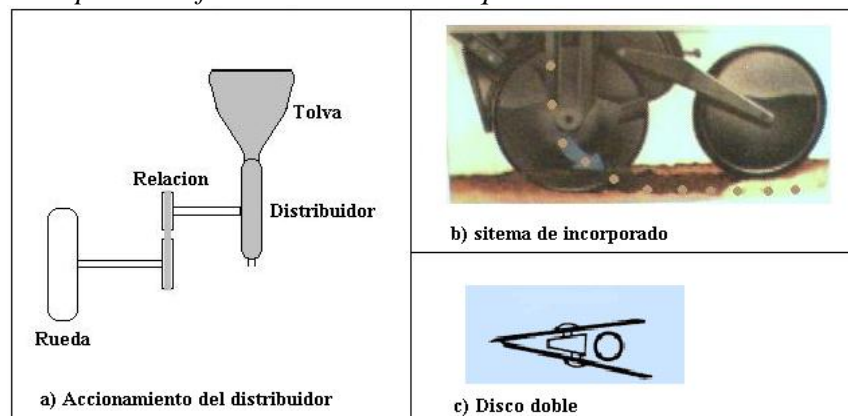 Tolva
Relacion
Distribuidor
Rueda
a) Accionamiento del distribuidor
b) sitema de incorporado
c) Disco doble